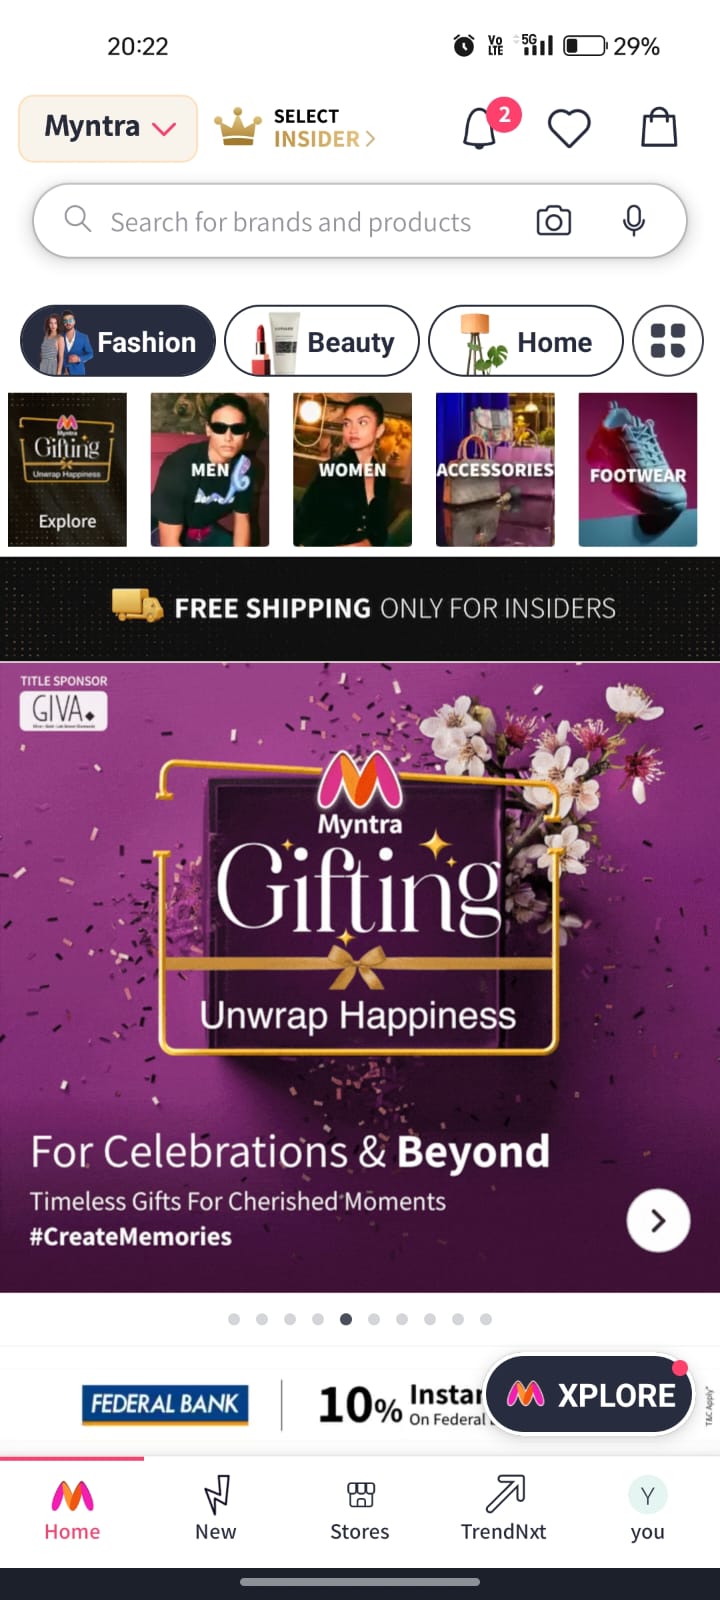 20:22
Vo
LTE
5G
29%
Myntra
SELECT
INSIDER
2
Search for brands and products
Fashion
Beauty
Home
Myntra
Gifting
Unwrap Happiness
Explore
MEN
WOMEN
ACCESSORIES
FOOTWEAR
FREE SHIPPING ONLY FOR INSIDERS
TITLE SPONSOR
GIVA
Myntra
Gifting
Unwrap Happiness
For Celebrations & Beyond
Timeless Gifts For Cherished Moments
#CreateMemories
FEDERAL BANK
10%
On Federal
XPLORE
T&C Apply*
Home
New
Stores
TrendNxt
Y
you